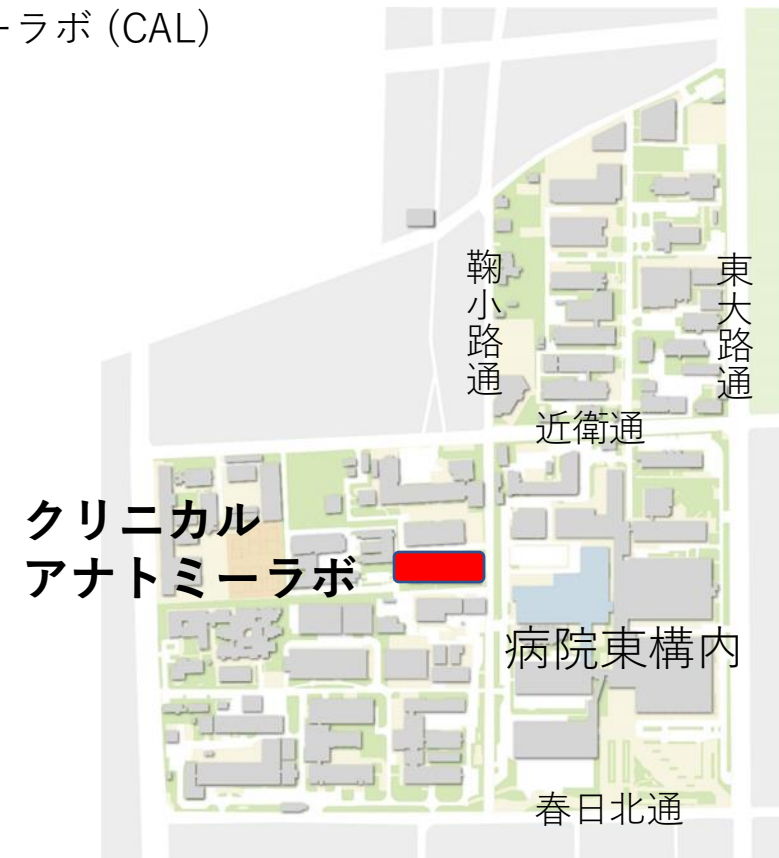 ーラボ (CAL)
鞠小路通
東大路通
近衛通
クリニカル
アナトミーラボ
病院東構内
春日北通